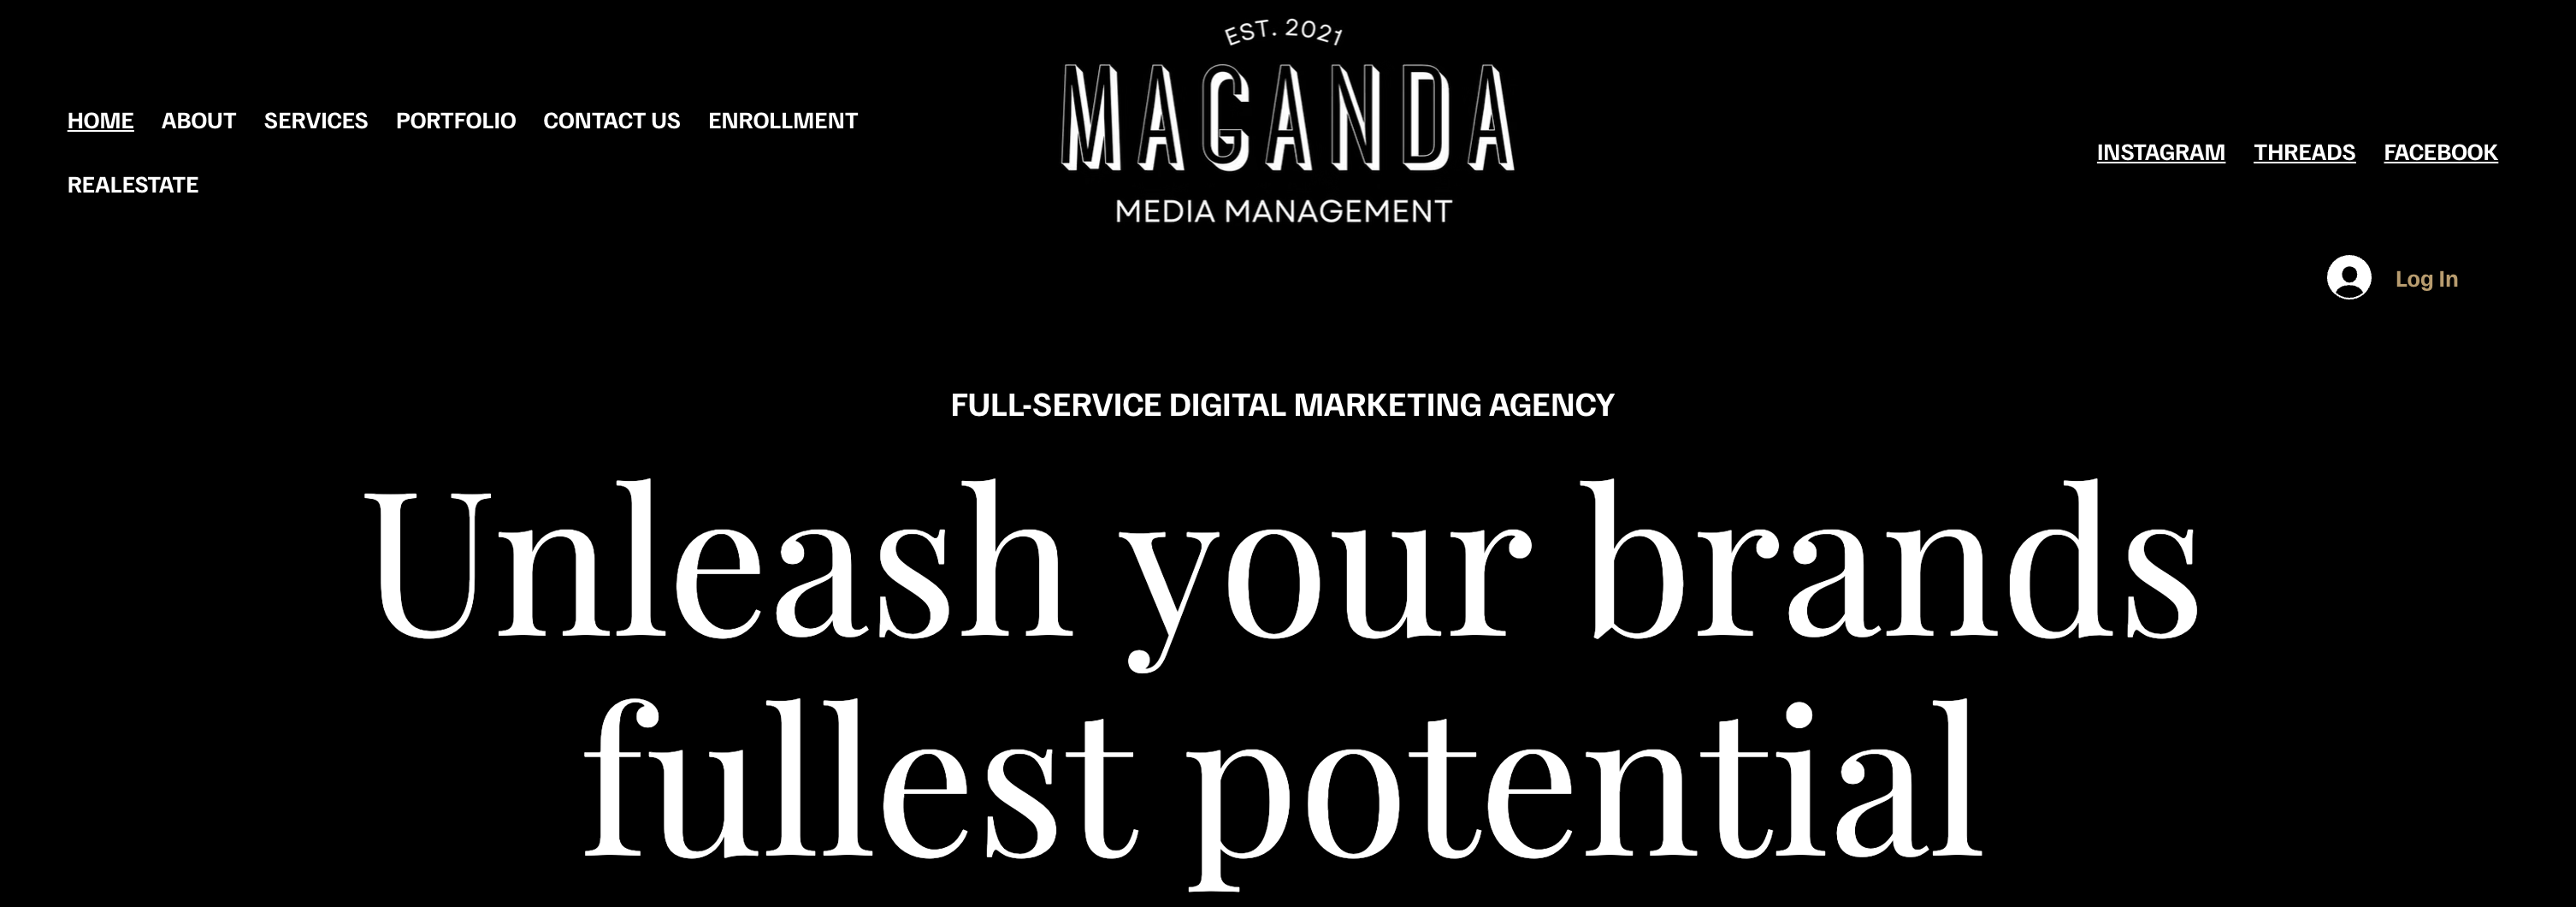 EST. 2021
MAGANDA
MEDIA MANAGEMENT
HOME ABOUT SERVICES PORTFOLIO CONTACT US ENROLLMENT
REALESTATE
INSTAGRAM THREADS FACEBOOK
Log In
FULL-SERVICE DIGITAL MARKETING AGENCY
Unleash your brands
fullest potential